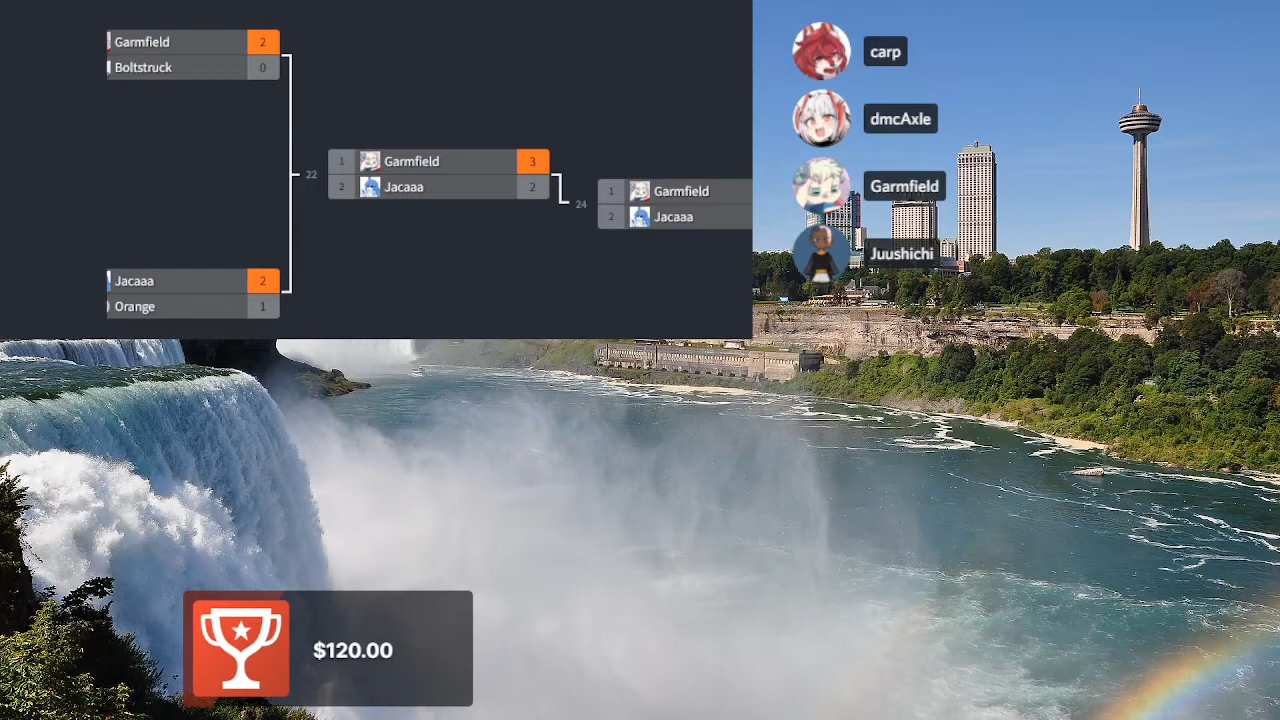 Garmfield 2
Boltstruck 0
22
1 Garmfield 3
2 Jacaaa 2
24
1 Garmfield
2 Jacaaa
Jacaaa 2
Orange 1
carp
dmcAxle
Garmfield
Juushichi
$120.00